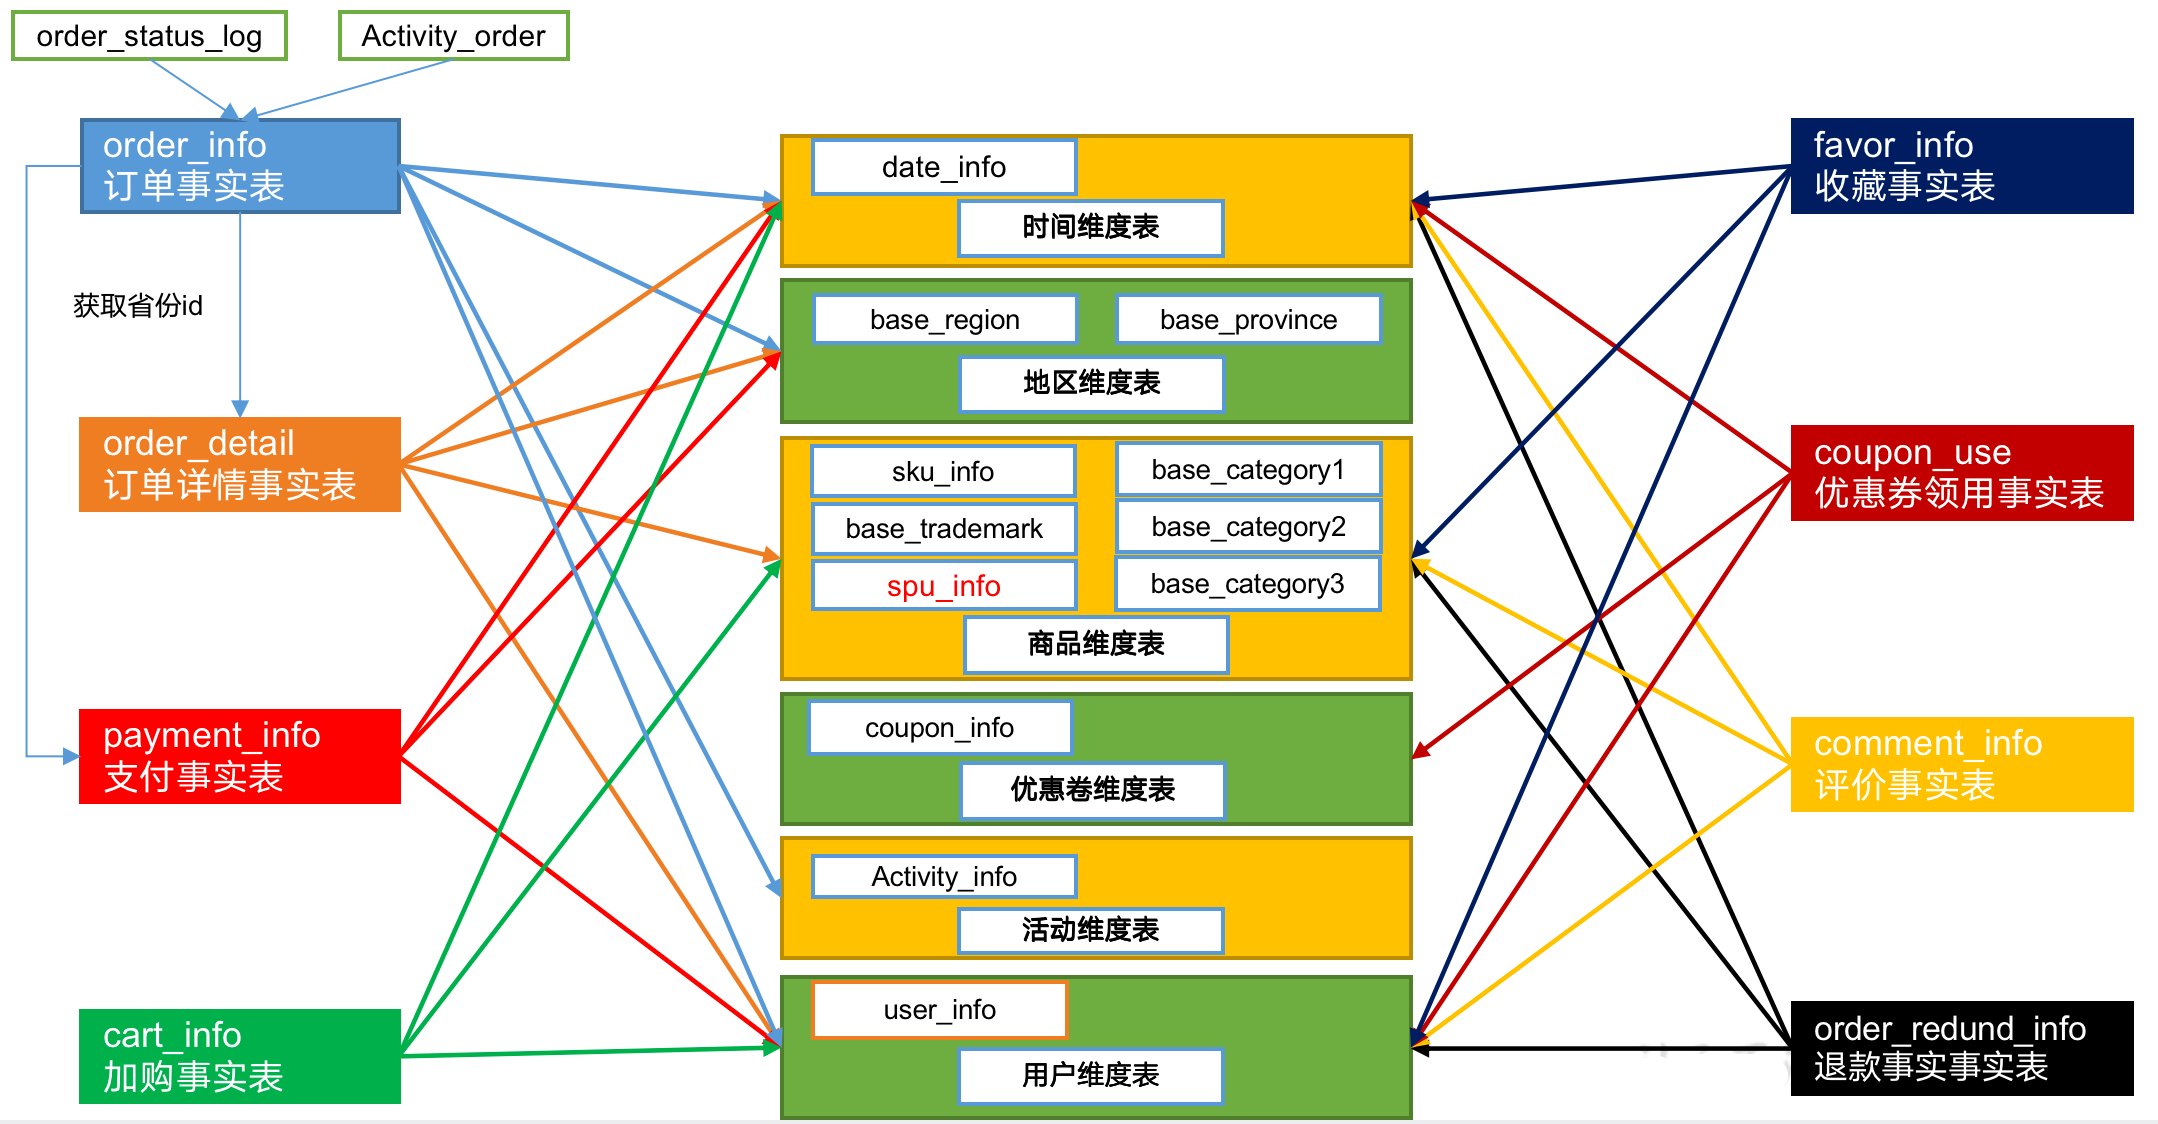 order_status_log
Activity_order
order_info
订单事实表
获取省份id
order_detail
订单详情事实表
payment_info
支付事实表
cart_info
加购事实表
date_info
时间维度表
base_region
base_province
地区维度表
sku_info
base_category1
base_trademark
base_category2
spu_info
base_category3
商品维度表
coupon_info
优惠卷维度表
Activity_info
活动维度表
user_info
用户维度表
favor_info
收藏事实表
coupon_use
优惠券领用事实表
comment_info
评价事实表
order_redund_info
退款事实事实表